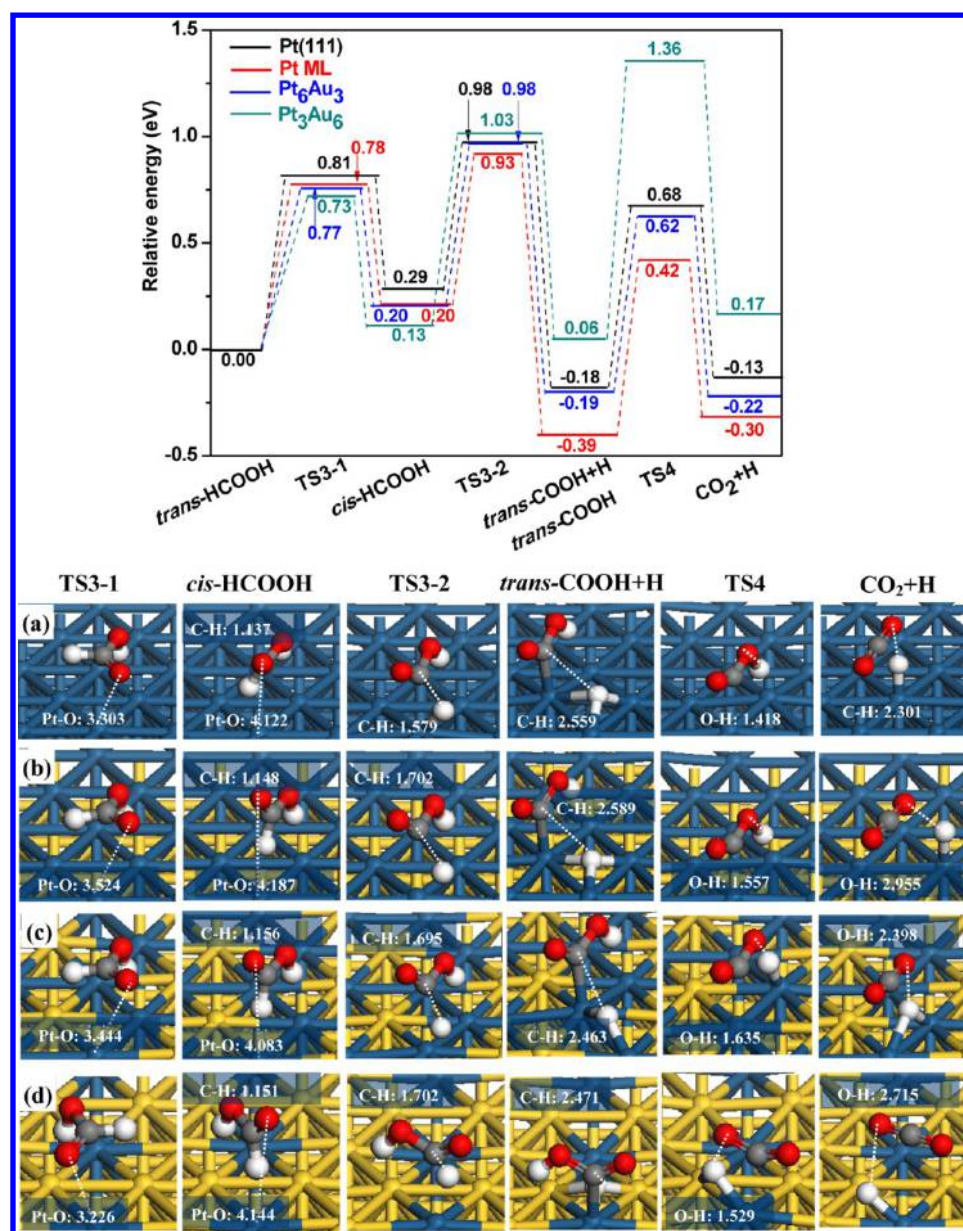 Pt(111)
Pt ML
Pt6Au3
Pt3Au6
Relative energy (eV)
1.5
1.0
0.5
0.0
-0.5
0.00
0.81
0.78
0.77
0.73
0.29
0.20
0.20
0.13
0.98
0.98
1.03
0.93
-0.18
-0.19
-0.39
0.06
1.36
0.68
0.62
0.42
0.17
-0.13
-0.22
-0.30
trans-HCOOH
TS3-1
cis-HCOOH
TS3-2
trans-COOH+H
trans-COOH
TS4
CO2+H
TS3-1 cis-HCOOH TS3-2 trans-COOH+H TS4 CO2+H
(a)
Pt-O: 3.303
C-H: 1.137
Pt-O: 4.122
C-H: 1.579
C-H: 2.559
O-H: 1.418
C-H: 2.301
(b)
Pt-O: 3.524
C-H: 1.148
Pt-O: 4.187
C-H: 1.702
C-H: 2.589
O-H: 1.557
O-H: 2.955
(c)
Pt-O: 3.444
C-H: 1.156
Pt-O: 4.083
C-H: 1.695
C-H: 2.463
O-H: 1.635
O-H: 2.398
(d)
Pt-O: 3.226
C-H: 1.151
Pt-O: 4.144
C-H: 1.702
C-H: 2.471
O-H: 1.529
O-H: 2.715